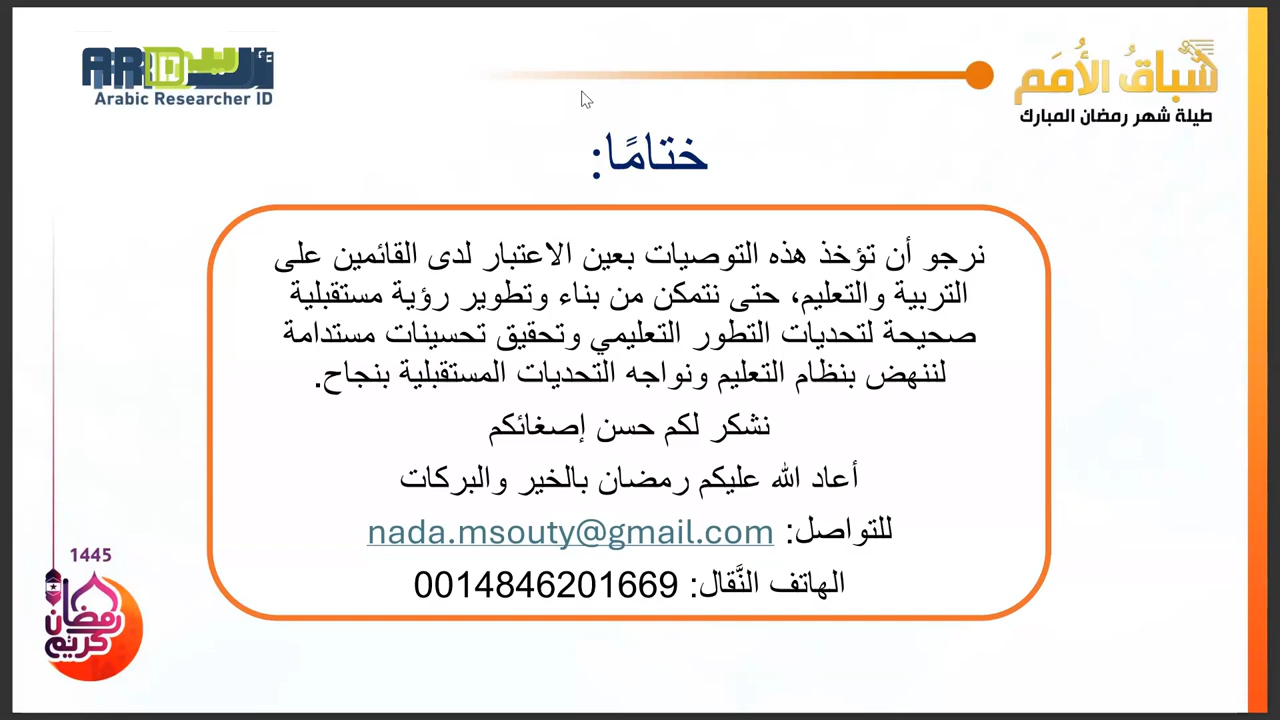 سباقُ الأُمَم
طيلة شهر رمضان المبارك
Arabic Researcher ID
ختامًا:
نرجو أن تؤخذ هذه التوصيات بعين الاعتبار لدى القائمين على
التربية والتعليم، حتى نتمكن من بناء وتطوير رؤية مستقبلية
صحيحة لتحديات التطور التعليمي وتحقيق تحسينات مستدامة
لننهض بنظام التعليم ونواجه التحديات المستقبلية بنجاح.
نشكر لكم حسن إصغائكم
أعاد الله عليكم رمضان بالخير والبركات
للتواصل: nada.msouty@gmail.com
الهاتف النَّقال: 0014846201669
1445
رمضان
كريم